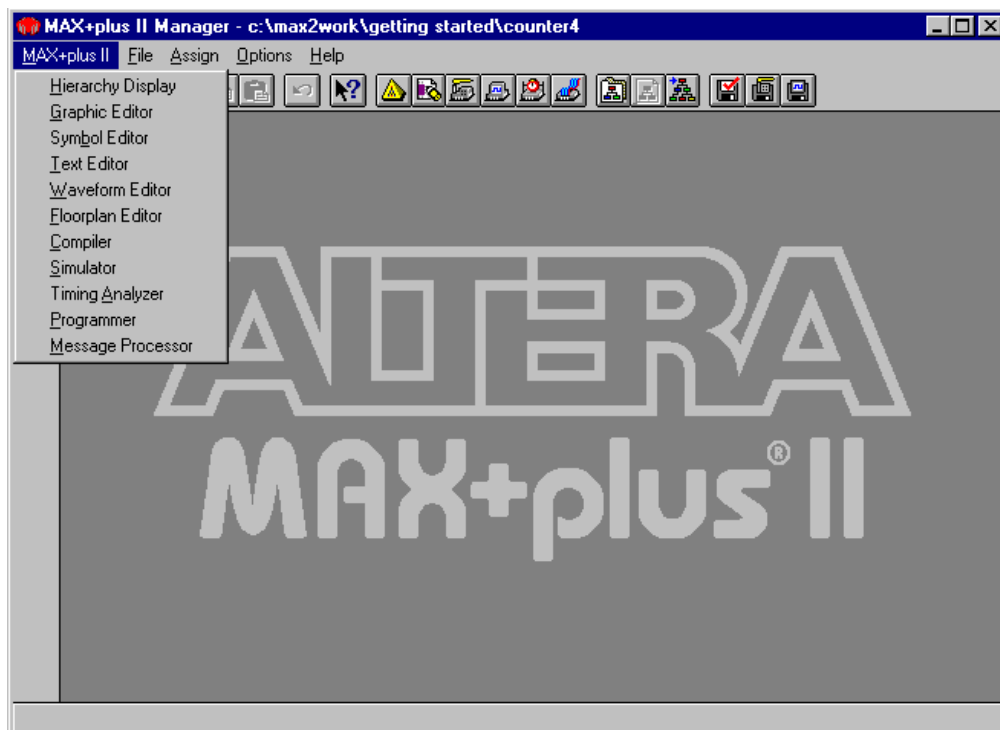 MAX+plus II Manager - c:\max2work\getting started\counter4
MAX+plus II File Assign Options Help
Hierarchy Display
Graphic Editor
Symbol Editor
Text Editor
Waveform Editor
Floorplan Editor
Compiler
Simulator
Timing Analyzer
Programmer
Message Processor
ALTERA
MAX+plus® II